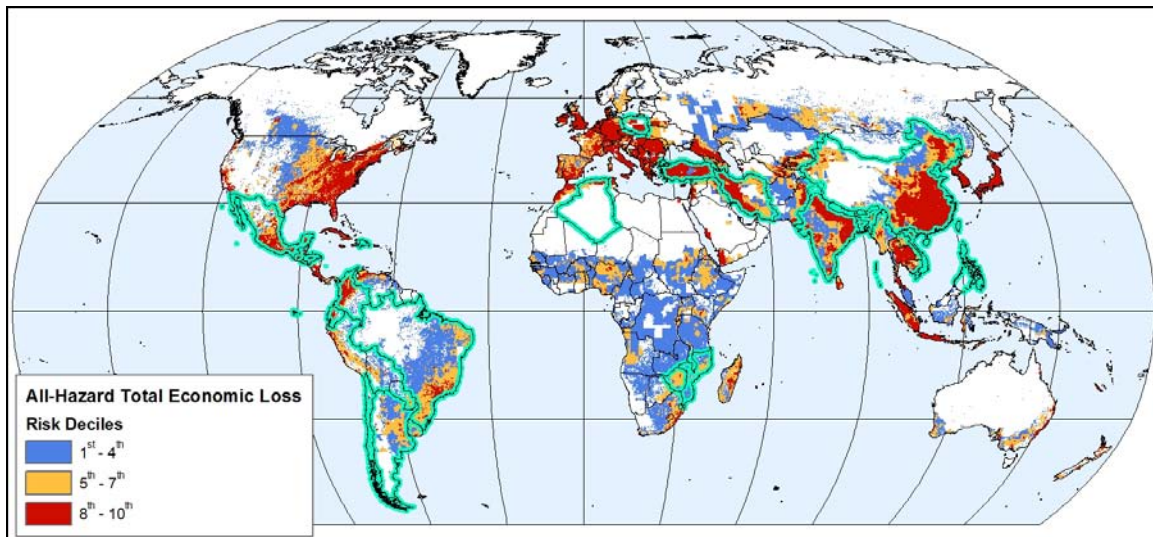 All-Hazard Total Economic Loss
Risk Deciles
1st - 4th
5th - 7th
8th - 10th